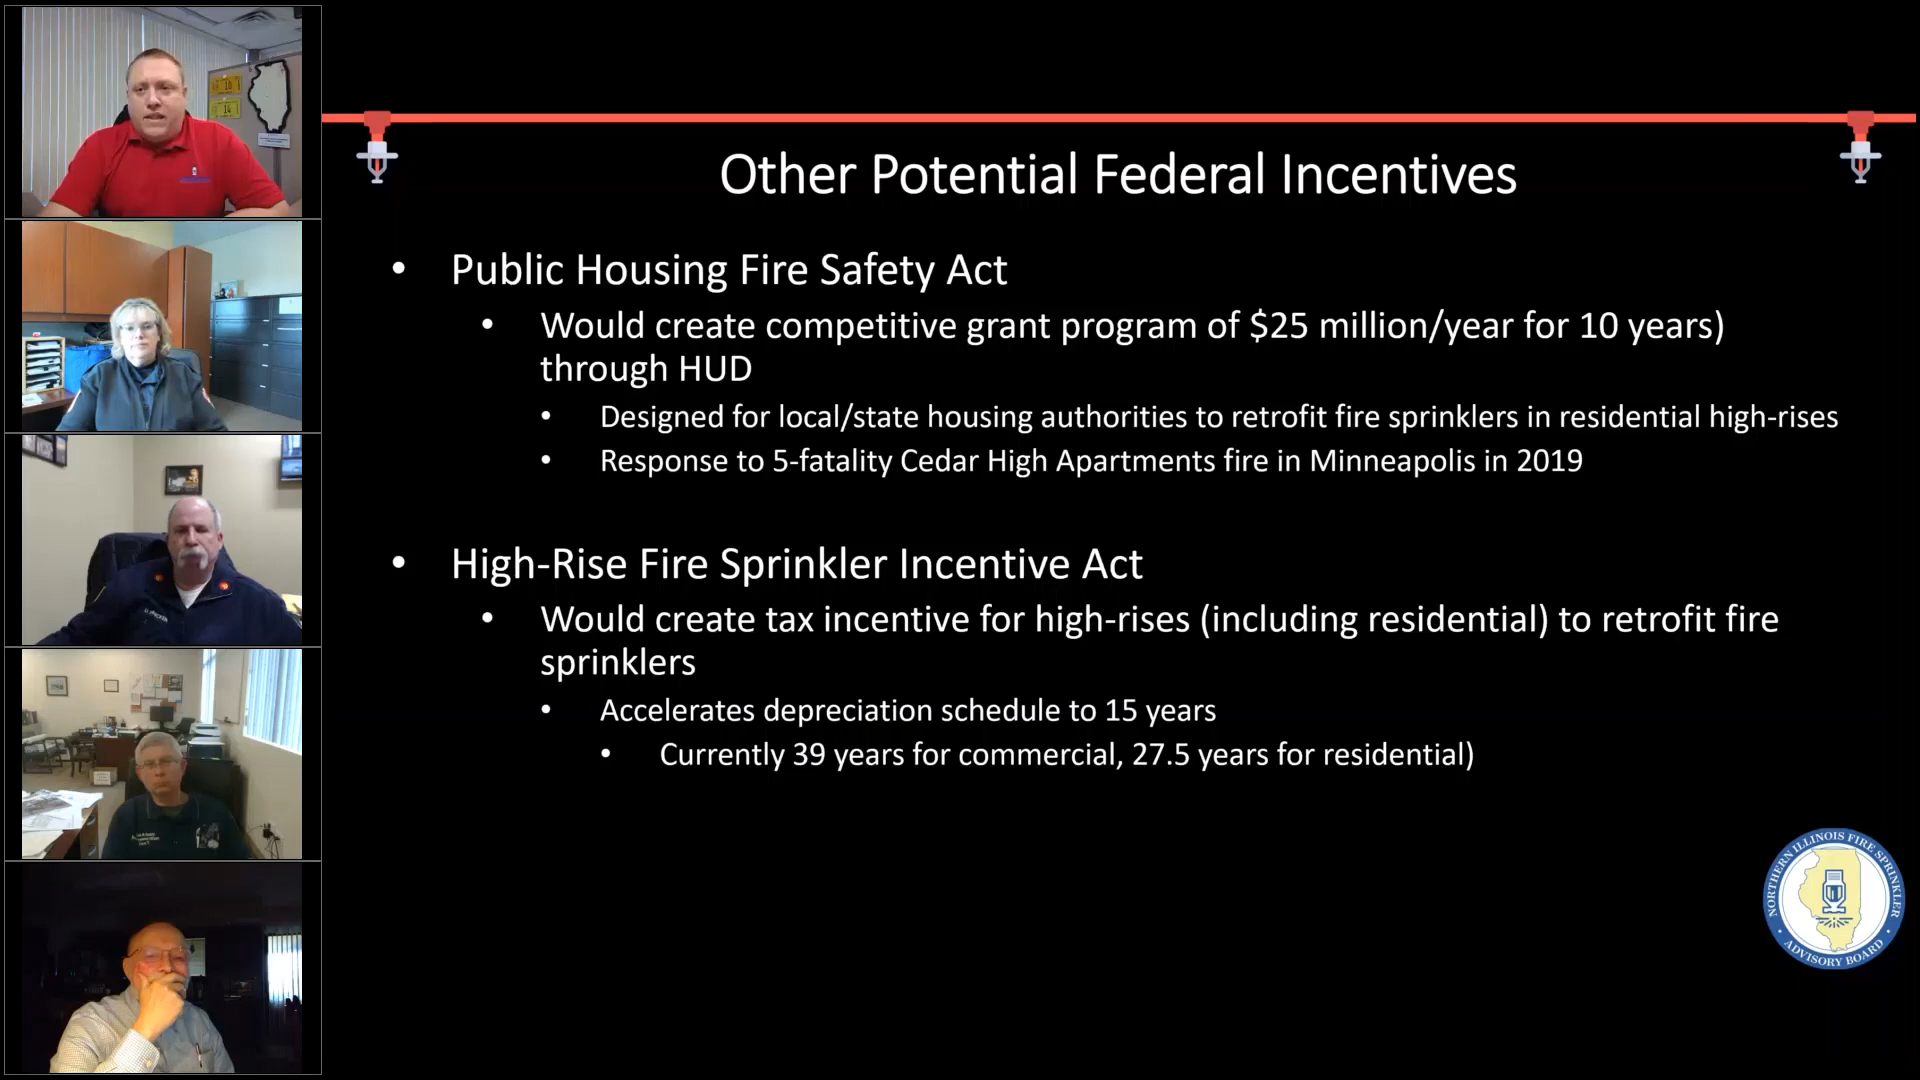 Other Potential Federal Incentives
• Public Housing Fire Safety Act
• Would create competitive grant program of $25 million/year for 10 years)
through HUD
• Designed for local/state housing authorities to retrofit fire sprinklers in residential high-rises
• Response to 5-fatality Cedar High Apartments fire in Minneapolis in 2019
• High-Rise Fire Sprinkler Incentive Act
• Would create tax incentive for high-rises (including residential) to retrofit fire
sprinklers
• Accelerates depreciation schedule to 15 years
• Currently 39 years for commercial, 27.5 years for residential)
NORTHERN ILLINOIS FIRE SPRINKLER
• ADVISORY BOARD •
10
14